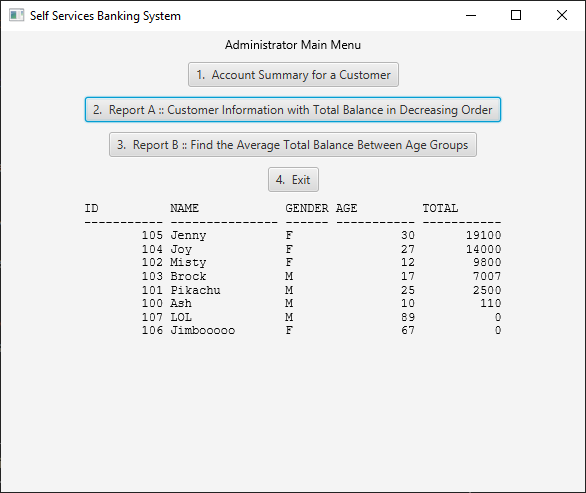 Self Services Banking System
Administrator Main Menu
1. Account Summary for a Customer
2. Report A :: Customer Information with Total Balance in Decreasing Order
3. Report B :: Find the Average Total Balance Between Age Groups
4. Exit
ID NAME GENDER AGE TOTAL
----------- --------------- ------ ----------- -----------
105 Jenny F 30 19100
104 Joy F 27 14000
102 Misty F 12 9800
103 Brock M 17 7007
101 Pikachu M 25 2500
100 Ash M 10 110
107 LOL M 89 0
106 Jimbooooo F 67 0